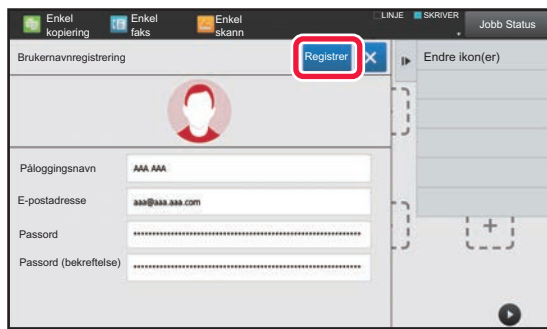 Enkel kopiering
Enkel faks
Enkel skann
LINJE
SKRIVER
Jobb Status
Brukernavnregistrering
Registrer
Endre ikon(er)
Påloggingsnavn
AAA AAA
E-postadresse
aaa@aaa.aaa.com
Passord
Passord (bekreftelse)